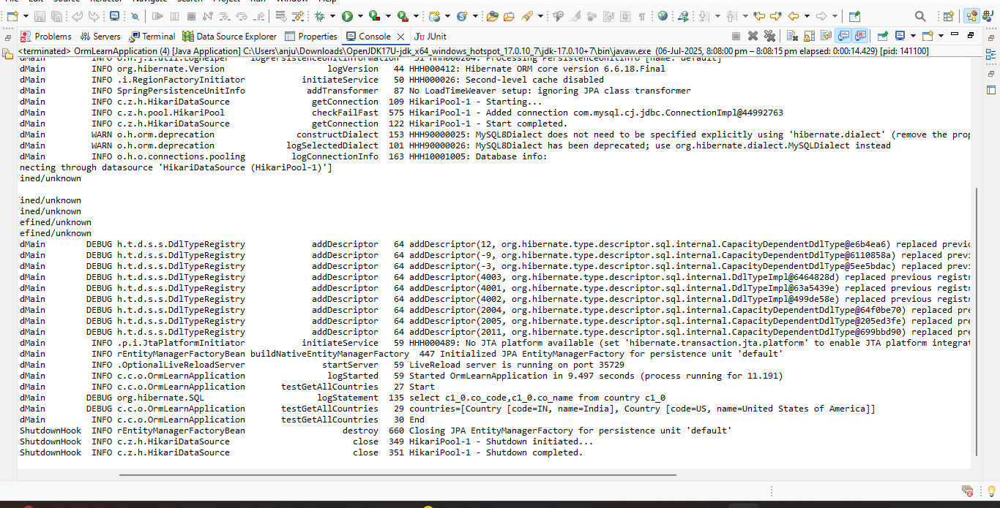 File Edit Source Refactor Navigate Search Project Run Window Help
Problems Servers Terminal Data Source Explorer Properties Console JUnit
<terminated> OrmLearnApplication (4) [Java Application] C:\Users\anju\Downloads\OpenJDK17U-jdk_x64_windows_hotspot_17.0.10_7\jdk-17.0.10+7\bin\javaw.exe (06-Jul-2025, 8:08:00 pm – 8:08:15 pm elapsed: 0:00:14.429) [pid: 141100]
dMain INFO o.h.j.i.util.LogHelper logPersistenceUnitInformation 31 HHH000204: Processing PersistenceUnitInfo [name: default]
dMain INFO org.hibernate.Version logVersion 44 HHH000412: Hibernate ORM core version 6.6.18.Final
dMain INFO .i.RegionFactoryInitiator initiateService 50 HHH000026: Second-level cache disabled
dMain INFO SpringPersistenceUnitInfo addTransformer 87 No LoadTimeWeaver setup: ignoring JPA class transformer
dMain INFO c.z.h.HikariDataSource getConnection 109 HikariPool-1 - Starting...
dMain INFO c.z.h.pool.HikariPool checkFailFast 575 HikariPool-1 - Added connection com.mysql.cj.jdbc.ConnectionImpl@44992763
dMain INFO c.z.h.HikariDataSource getConnection 122 HikariPool-1 - Start completed.
dMain WARN o.h.orm.deprecation constructDialect 153 HHH90000025: MySQL8Dialect does not need to be specified explicitly using 'hibernate.dialect' (remove the prop
dMain WARN o.h.orm.deprecation logSelectedDialect 101 HHH90000026: MySQL8Dialect has been deprecated; use org.hibernate.dialect.MySQLDialect instead
dMain INFO o.h.o.connections.pooling logConnectionInfo 163 HHH10001005: Database info:
necting through datasource 'HikariDataSource (HikariPool-1)']
ined/unknown
ined/unknown
ined/unknown
efined/unknown
efined/unknown
dMain DEBUG h.t.d.s.s.DdlTypeRegistry addDescriptor 64 addDescriptor(12, org.hibernate.type.descriptor.sql.internal.CapacityDependentDdlType@e6b4ea6) replaced previo
dMain DEBUG h.t.d.s.s.DdlTypeRegistry addDescriptor 64 addDescriptor(-9, org.hibernate.type.descriptor.sql.internal.CapacityDependentDdlType@6110858a) replaced previ
dMain DEBUG h.t.d.s.s.DdlTypeRegistry addDescriptor 64 addDescriptor(-3, org.hibernate.type.descriptor.sql.internal.CapacityDependentDdlType@5ee5bdac) replaced previ
dMain DEBUG h.t.d.s.s.DdlTypeRegistry addDescriptor 64 addDescriptor(4003, org.hibernate.type.descriptor.sql.internal.DdlTypeImpl@6464828d) replaced previous registr
dMain DEBUG h.t.d.s.s.DdlTypeRegistry addDescriptor 64 addDescriptor(4001, org.hibernate.type.descriptor.sql.internal.DdlTypeImpl@63a5439e) replaced previous registr
dMain DEBUG h.t.d.s.s.DdlTypeRegistry addDescriptor 64 addDescriptor(4002, org.hibernate.type.descriptor.sql.internal.DdlTypeImpl@499de58e) replaced previous registr
dMain DEBUG h.t.d.s.s.DdlTypeRegistry addDescriptor 64 addDescriptor(2004, org.hibernate.type.descriptor.sql.internal.CapacityDependentDdlType@64f0be70) replaced pre
dMain DEBUG h.t.d.s.s.DdlTypeRegistry addDescriptor 64 addDescriptor(2005, org.hibernate.type.descriptor.sql.internal.CapacityDependentDdlType@205ed3fe) replaced pre
dMain DEBUG h.t.d.s.s.DdlTypeRegistry addDescriptor 64 addDescriptor(2011, org.hibernate.type.descriptor.sql.internal.CapacityDependentDdlType@699bbd90) replaced pre
dMain INFO .p.i.JtaPlatformInitiator initiateService 59 HHH000489: No JTA platform available (set 'hibernate.transaction.jta.platform' to enable JTA platform integrat
dMain INFO rEntityManagerFactoryBean buildNativeEntityManagerFactory 447 Initialized JPA EntityManagerFactory for persistence unit 'default'
dMain INFO .OptionalLiveReloadServer startServer 59 LiveReload server is running on port 35729
dMain INFO c.c.o.OrmLearnApplication logStarted 59 Started OrmLearnApplication in 9.497 seconds (process running for 11.191)
dMain INFO c.c.o.OrmLearnApplication testGetAllCountries 27 Start
dMain DEBUG org.hibernate.SQL logStatement 135 select c1_0.co_code,c1_0.co_name from country c1_0
dMain DEBUG c.c.o.OrmLearnApplication testGetAllCountries 29 countries=[Country [code=IN, name=India], Country [code=US, name=United States of America]]
dMain INFO c.c.o.OrmLearnApplication testGetAllCountries 30 End
ShutdownHook INFO rEntityManagerFactoryBean destroy 660 Closing JPA EntityManagerFactory for persistence unit 'default'
ShutdownHook INFO c.z.h.HikariDataSource close 349 HikariPool-1 - Shutdown initiated...
ShutdownHook INFO c.z.h.HikariDataSource close 351 HikariPool-1 - Shutdown completed.